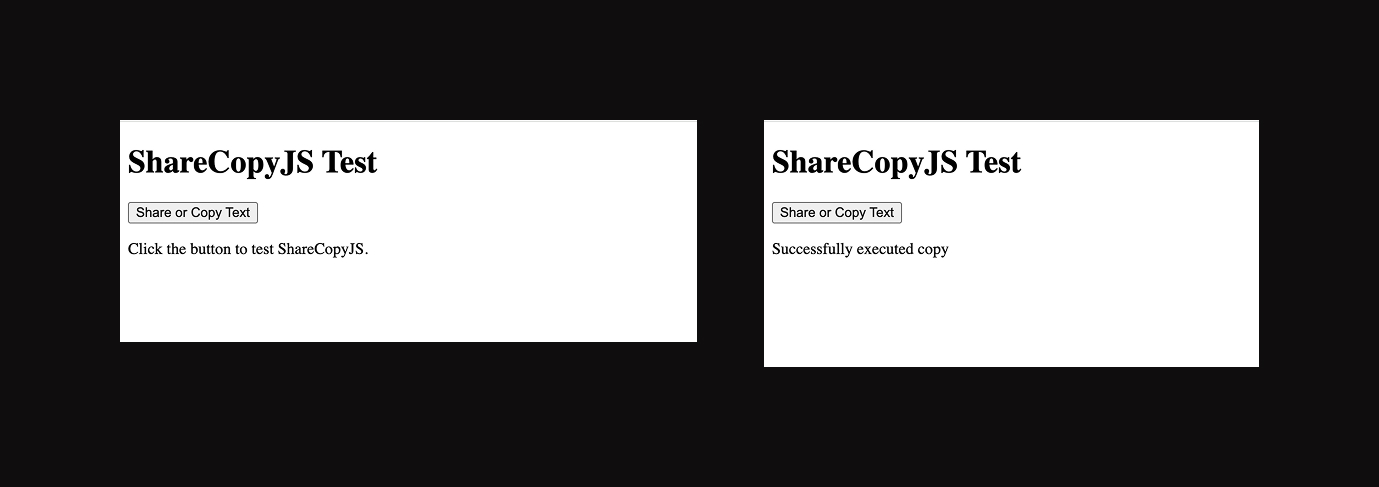 ShareCopyJS Test
Share or Copy Text
Click the button to test ShareCopyJS.
ShareCopyJS Test
Share or Copy Text
Successfully executed copy